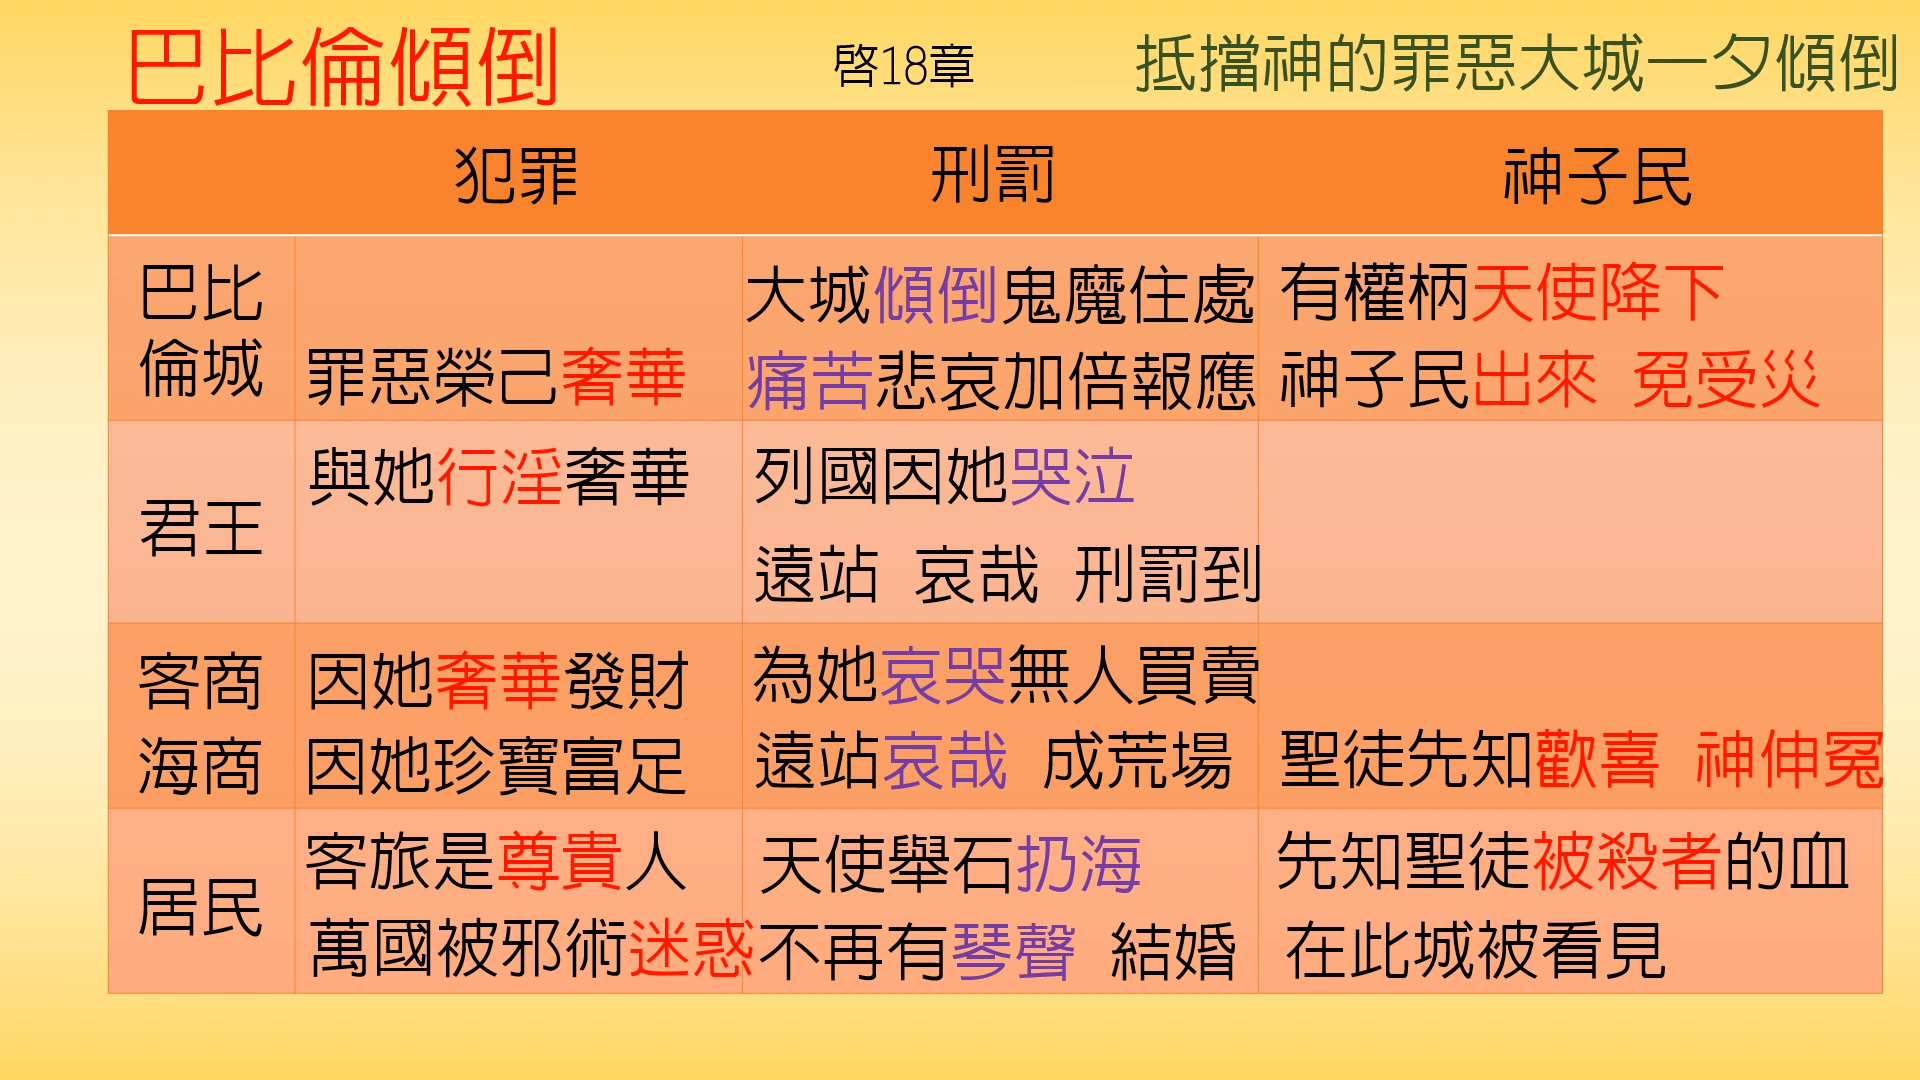 巴比倫傾倒 啓18章 抵擋神的罪惡大城一夕傾倒
犯罪 刑罰 神子民
巴比倫城
罪惡榮己奢華
大城傾倒鬼魔住處
痛苦悲哀加倍報應
有權柄天使降下
神子民出來 免受災
君王
與她行淫奢華
列國因她哭泣
遠站 哀哉 刑罰到
客商
海商
因她奢華發財
因她珍寶富足
為她哀哭無人買賣
遠站哀哉 成荒場
聖徒先知歡喜 神伸冤
居民
客旅是尊貴人
萬國被邪術迷惑
天使舉石扔海
不再有琴聲 結婚
先知聖徒被殺者的血
在此城被看見